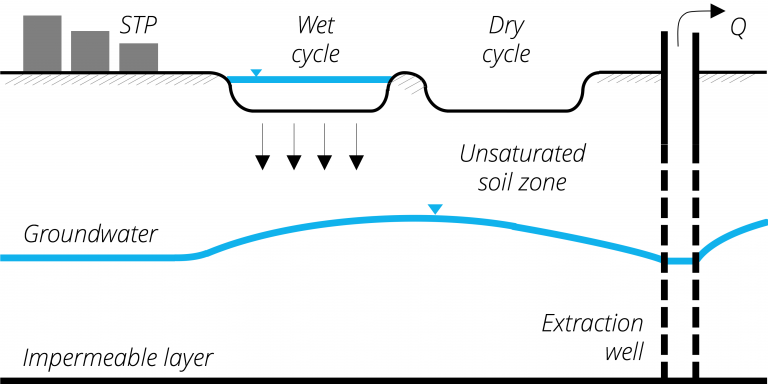 STP
Wet
cycle
Dry
cycle
Q
Unsaturated
soil zone
Groundwater
Extraction
well
Impermeable layer